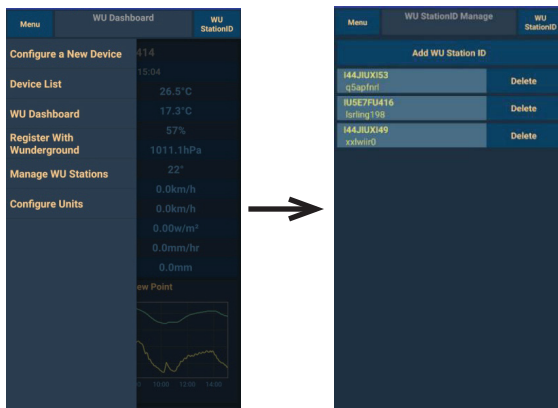 Menu
WU Dashboard
WU
StationID
Configure a New Device
414
15:04
Device List
26.5°C
WU Dashboard
17.3°C
57%
Register With
Wunderground
1011.1hPa
Manage WU Stations
22°
0.0km/h
Configure Units
0.0km/h
0.00w/m²
0.0mm/hr
0.0mm
ew Point
10:00 12:00 14:00
Menu
WU StationID Manage
WU
StationID
Add WU Station ID
I44JIUXI53
q5apfnrl
Delete
IU5E7FU416
lsrling198
Delete
I44JIUXI49
xxlwiir0
Delete